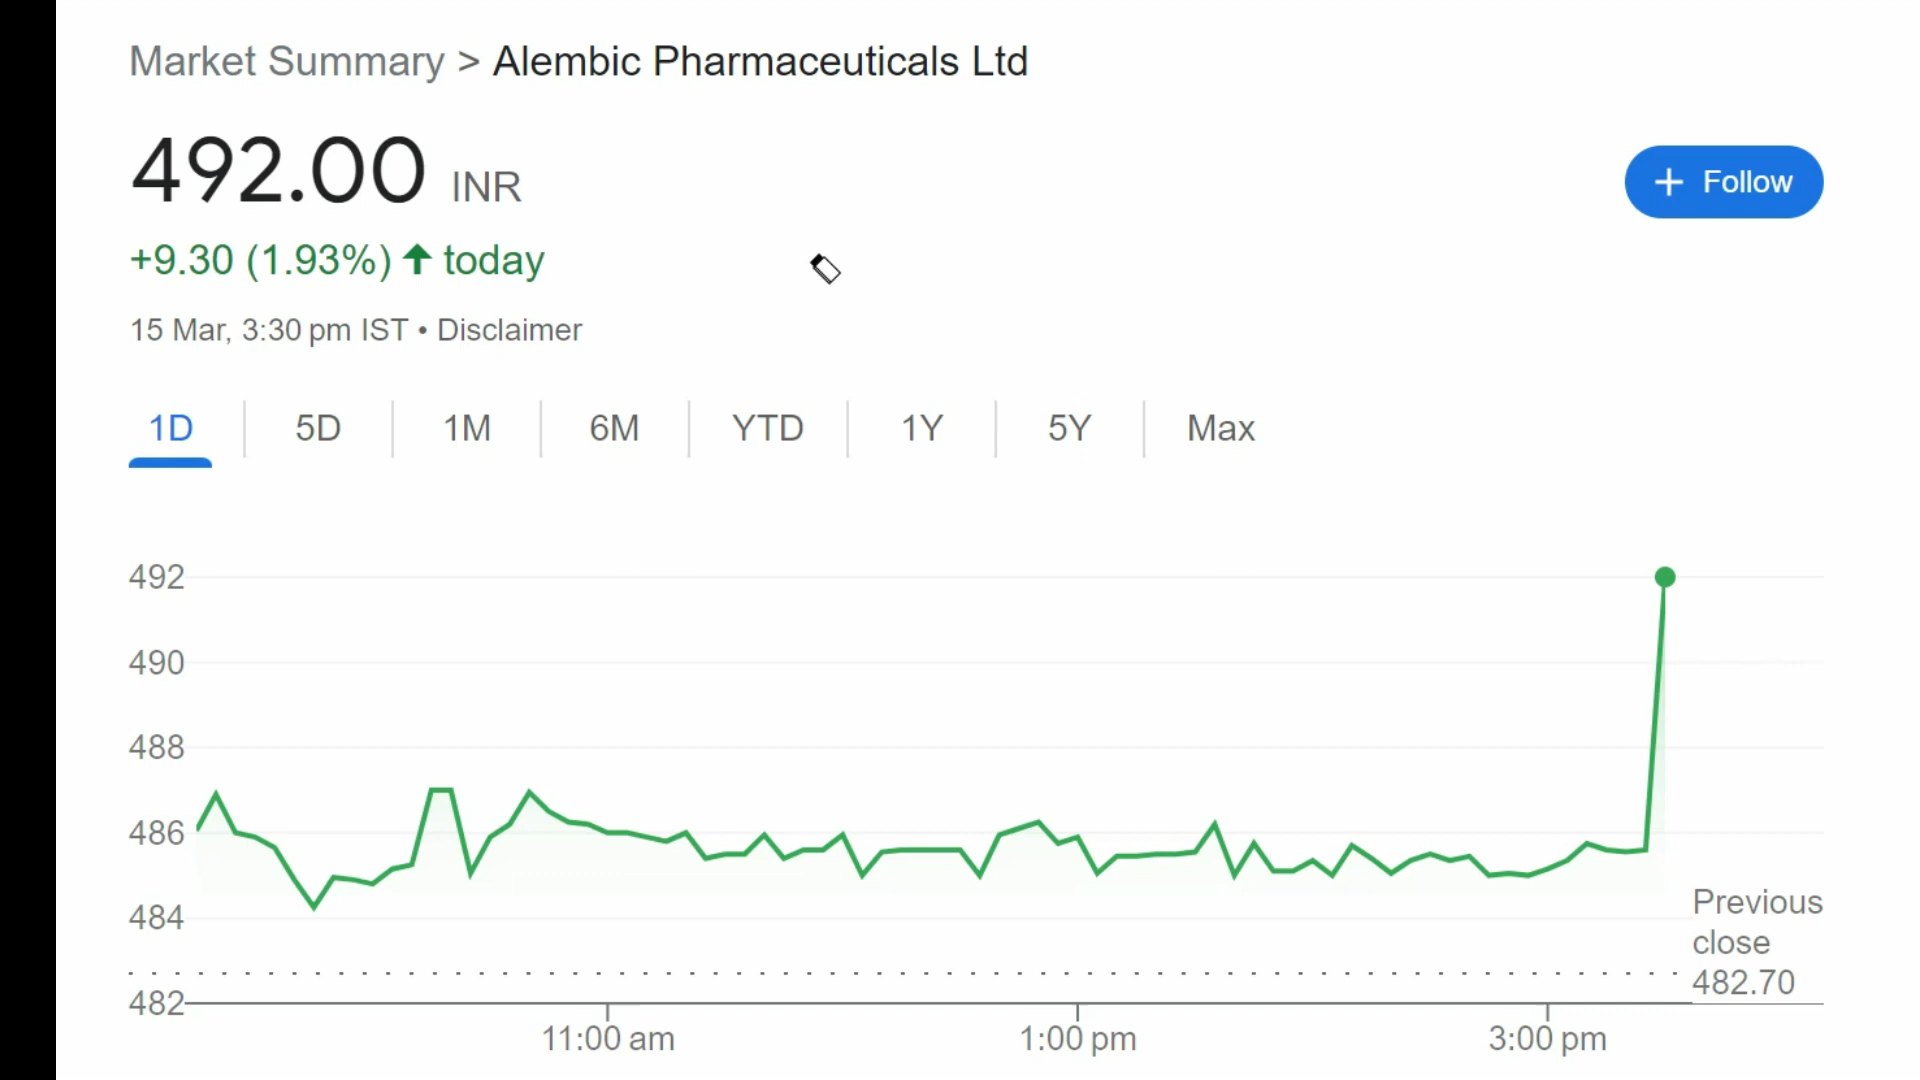 Market Summary > Alembic Pharmaceuticals Ltd
492.00 INR
+ Follow
+9.30 (1.93%) ↑ today
15 Mar, 3:30 pm IST • Disclaimer
1D 5D 1M 6M YTD 1Y 5Y Max
492
490
488
486
484
482
Previous
close
482.70
11:00 am 1:00 pm 3:00 pm